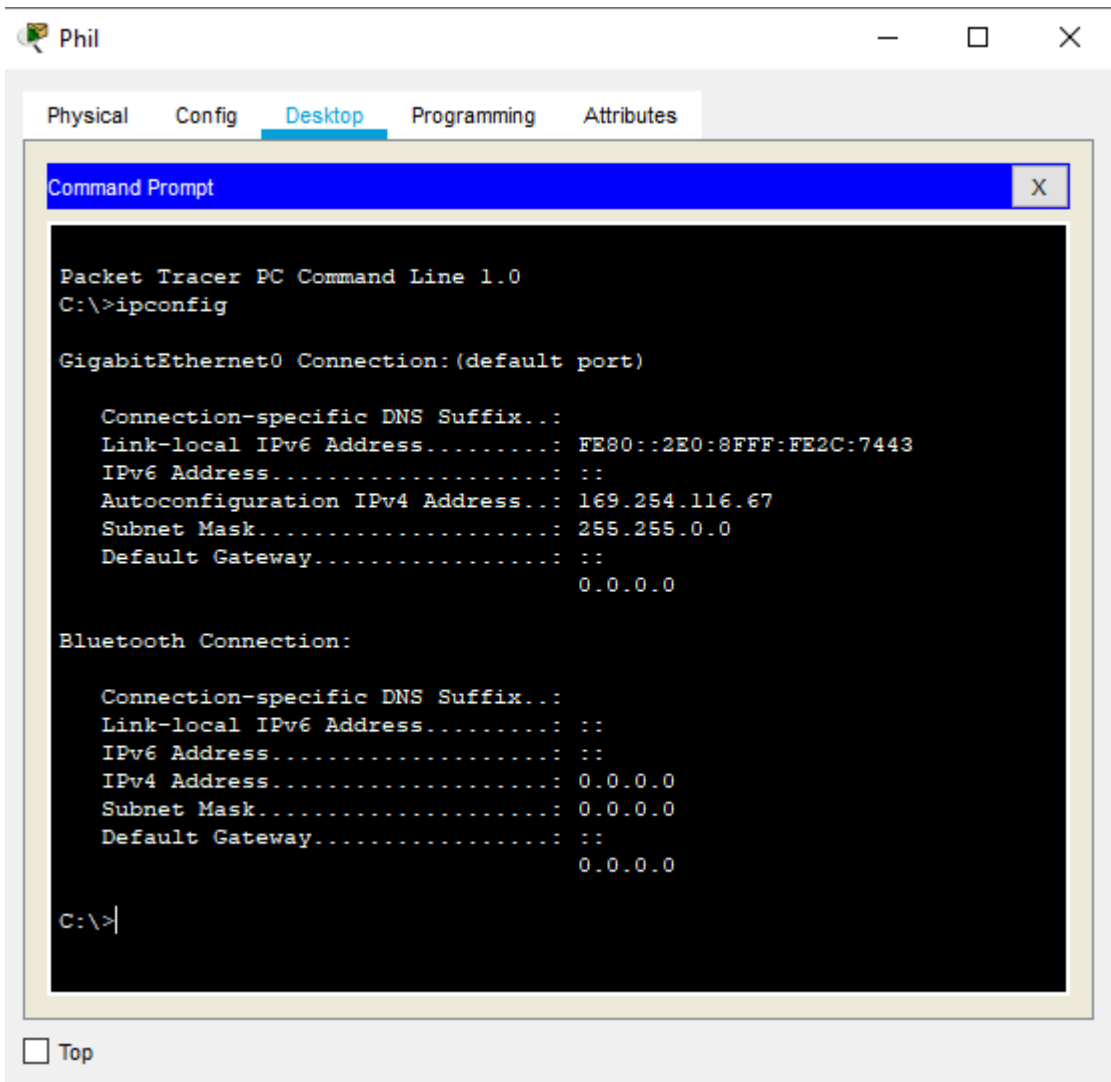 Phil
Physical Config Desktop Programming Attributes
Command Prompt X
Packet Tracer PC Command Line 1.0
C:\>ipconfig
GigabitEthernet0 Connection:(default port)
Connection-specific DNS Suffix..:
Link-local IPv6 Address.........: FE80::2E0:8FFF:FE2C:7443
IPv6 Address....................: ::
Autoconfiguration IPv4 Address..: 169.254.116.67
Subnet Mask.....................: 255.255.0.0
Default Gateway.................: ::
0.0.0.0
Bluetooth Connection:
Connection-specific DNS Suffix..:
Link-local IPv6 Address.........: ::
IPv6 Address....................: ::
IPv4 Address....................: 0.0.0.0
Subnet Mask.....................: 0.0.0.0
Default Gateway.................: ::
0.0.0.0
C:\>
Top